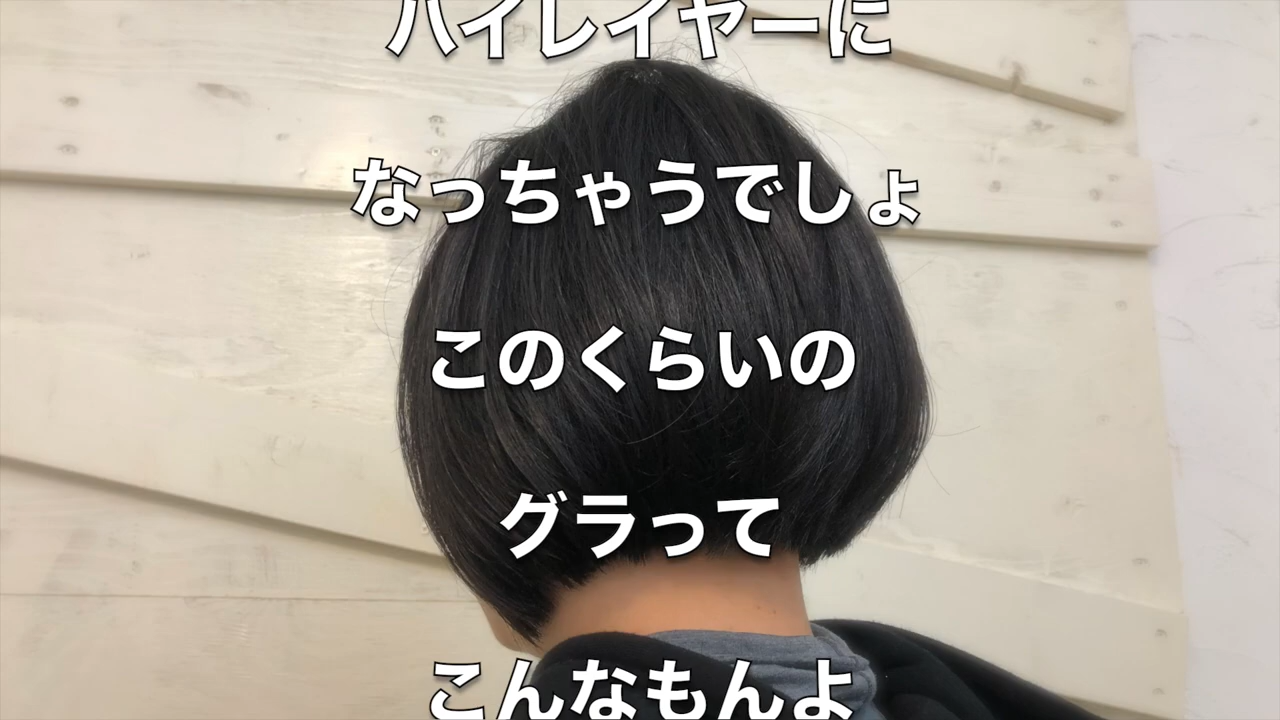 ハイレイヤーに
なっちゃうでしょ
このくらいの
グラって
こんなもんよ